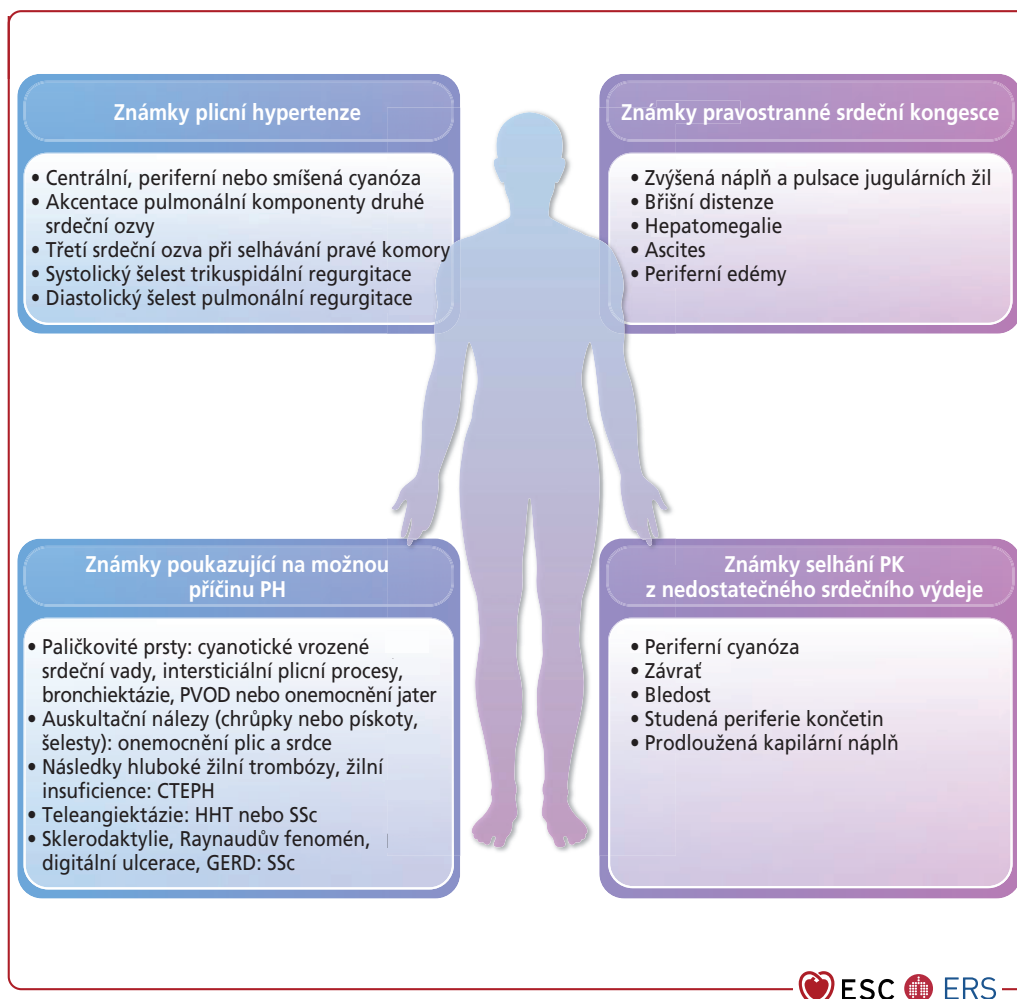 Známky plicní hypertenze
• Centrální, periferní nebo smíšená cyanóza
• Akcentace pulmonální komponenty druhé
srdeční ozvy
• Třetí srdeční ozva při selhávání pravé komory
• Systolický šelest trikuspidální regurgitace
• Diastolický šelest pulmonální regurgitace
Známky pravostranné srdeční kongesce
• Zvýšená náplň a pulsace jugulárních žil
• Břišní distenze
• Hepatomegalie
• Ascites
• Periferní edémy
Známky poukazující na možnou
příčinu PH
• Paličkovité prsty: cyanotické vrozené
srdeční vady, intersticiální plicní procesy,
bronchiektázie, PVOD nebo onemocnění jater
• Auskultační nálezy (chrůpky nebo pískoty,
šelesty): onemocnění plic a srdce
• Následky hluboké žilní trombózy, žilní
insuficience: CTEPH
• Teleangiektázie: HHT nebo SSc
• Sklerodaktylie, Raynaudův fenomén,
digitální ulcerace, GERD: SSc
Známky selhání PK
z nedostatečného srdečního výdeje
• Periferní cyanóza
• Závrať
• Bledost
• Studená periferie končetin
• Prodloužená kapilární náplň
ESC ERS